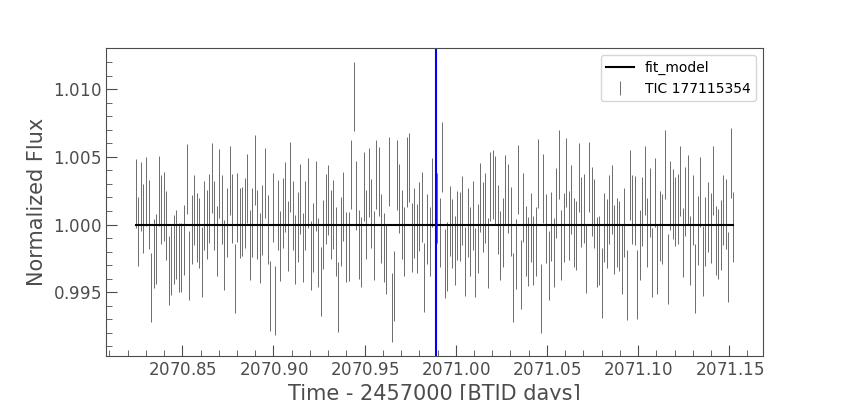 fit_model
TIC 177115354
Normalized Flux
1.010
1.005
1.000
0.995
2070.85 2070.90 2070.95 2071.00 2071.05 2071.10 2071.15
Time - 2457000 [BTJD days]